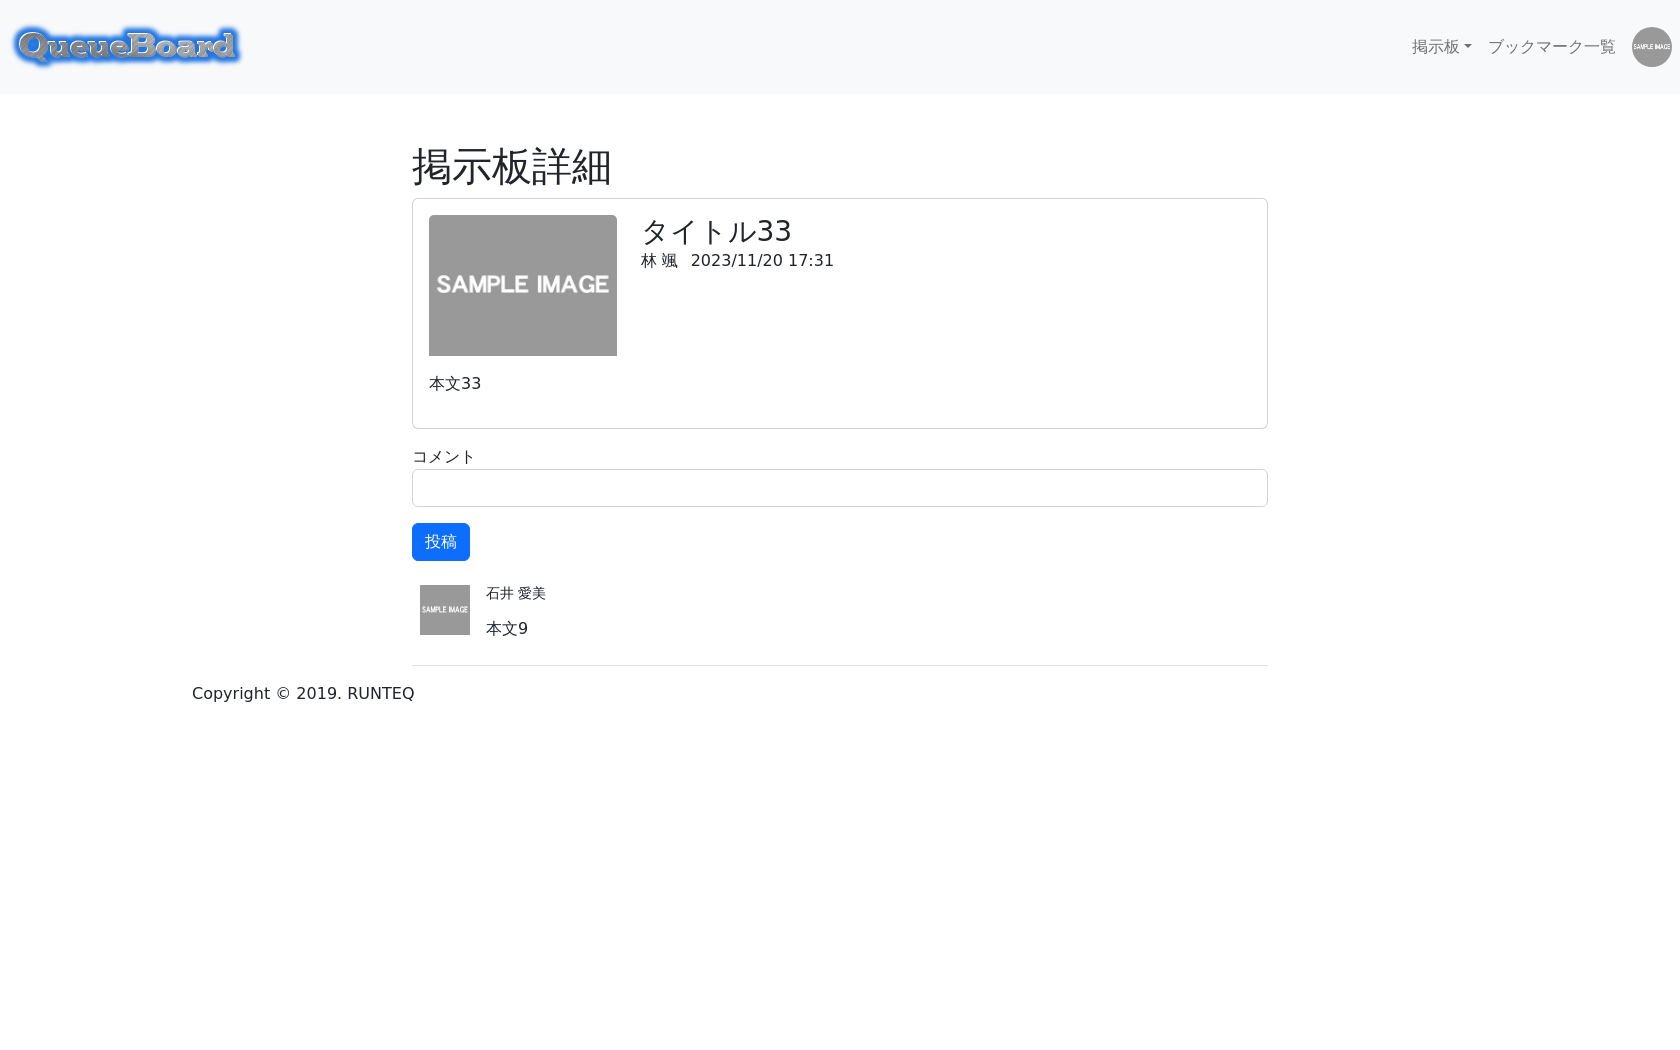 QueueBoard
掲示板 ブックマーク一覧 SAMPLE IMAGE
掲示板詳細
SAMPLE IMAGE
タイトル33
林 颯 2023/11/20 17:31
本文33
コメント
投稿
SAMPLE IMAGE
石井 愛美
本文9
Copyright © 2019. RUNTEQ